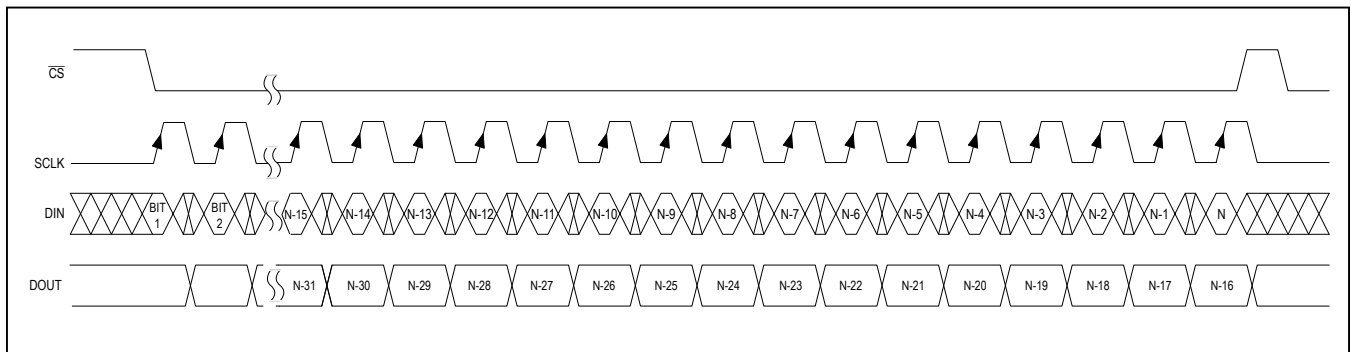 CS
SCLK
DIN BIT 1 BIT 2 N-15 N-14 N-13 N-12 N-11 N-10 N-9 N-8 N-7 N-6 N-5 N-4 N-3 N-2 N-1 N
DOUT N-31 N-30 N-29 N-28 N-27 N-26 N-25 N-24 N-23 N-22 N-21 N-20 N-19 N-18 N-17 N-16